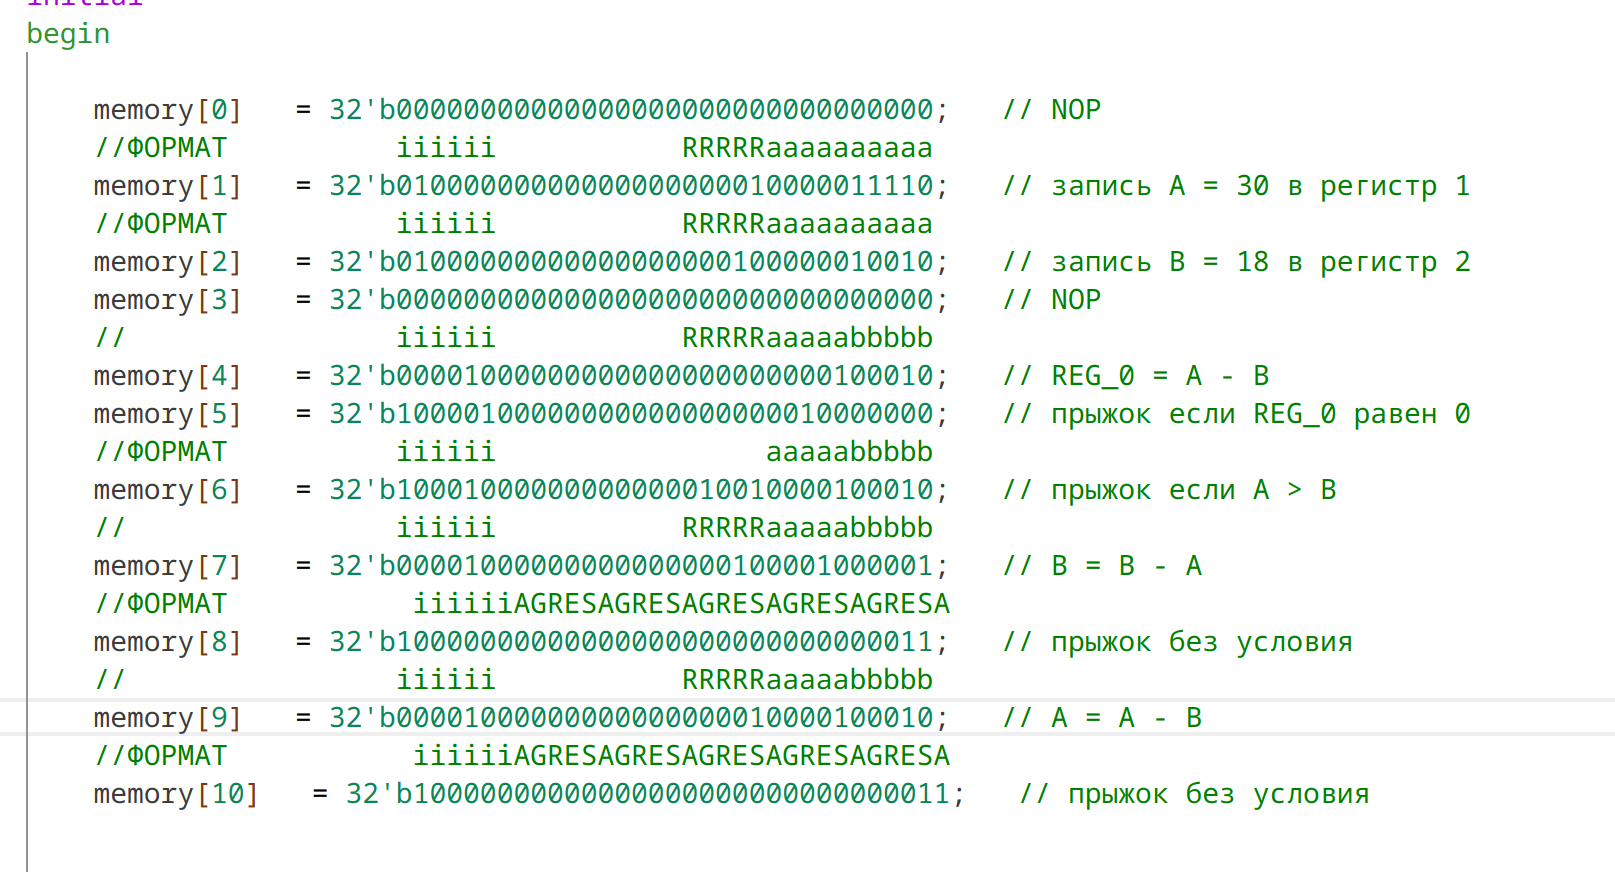 initial
begin
memory[0] = 32'b00000000000000000000000000000000; // NOP
//ФОРМАТ iiiiii RRRRRaaaaaaaaaa
memory[1] = 32'b01000000000000000000010000011110; // запись A = 30 в регистр 1
//ФОРМАТ iiiiii RRRRRaaaaaaaaaa
memory[2] = 32'b01000000000000000000100000010010; // запись B = 18 в регистр 2
memory[3] = 32'b00000000000000000000000000000000; // NOP
// iiiiii RRRRRaaaaabbbbb
memory[4] = 32'b00001000000000000000000000100010; // REG_0 = A - B
memory[5] = 32'b10000100000000000000000010000000; // прыжок если REG_0 равен 0
//ФОРМАТ iiiiii aaaaabbbbb
memory[6] = 32'b10001000000000000010010000100010; // прыжок если A > B
// iiiiii RRRRRaaaaabbbbb
memory[7] = 32'b00001000000000000000100001000001; // B = B - A
//ФОРМАТ iiiiiiAGRESAGRESAGRESAGRESAGRESA
memory[8] = 32'b10000000000000000000000000000011; // прыжок без условия
// iiiiii RRRRRaaaaabbbbb
memory[9] = 32'b00001000000000000000010000100010; // A = A - B
//ФОРМАТ iiiiiiAGRESAGRESAGRESAGRESAGRESA
memory[10] = 32'b10000000000000000000000000000011; // прыжок без условия